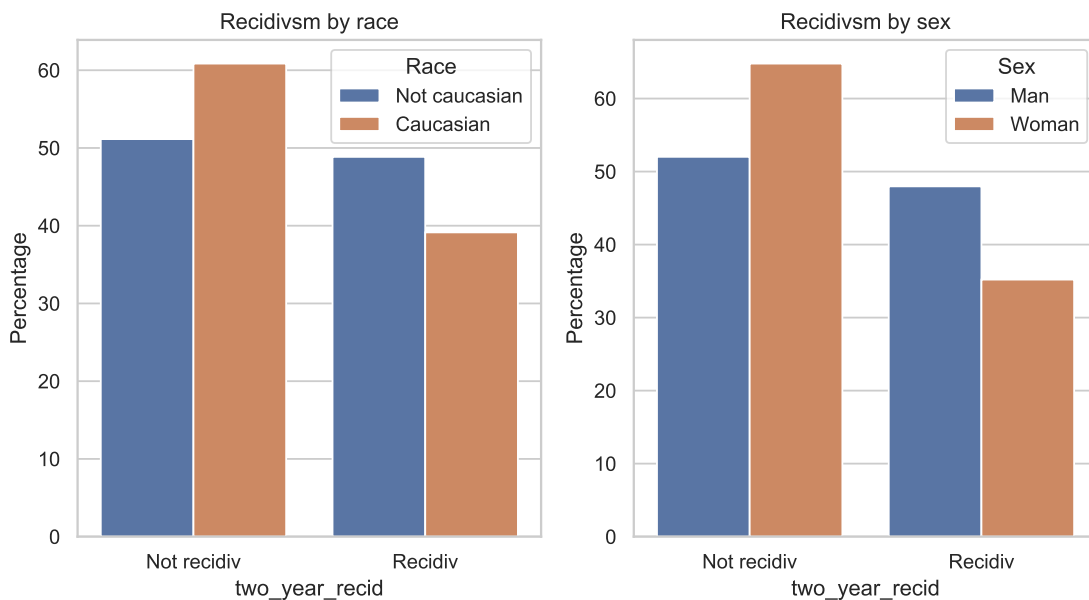 Recidivsm by race
Percentage
60
50
40
30
20
10
0
Race
Not caucasian
Caucasian
Not recidiv
Recidiv
two_year_recid
Recidivsm by sex
Percentage
60
50
40
30
20
10
0
Sex
Man
Woman
Not recidiv
Recidiv
two_year_recid